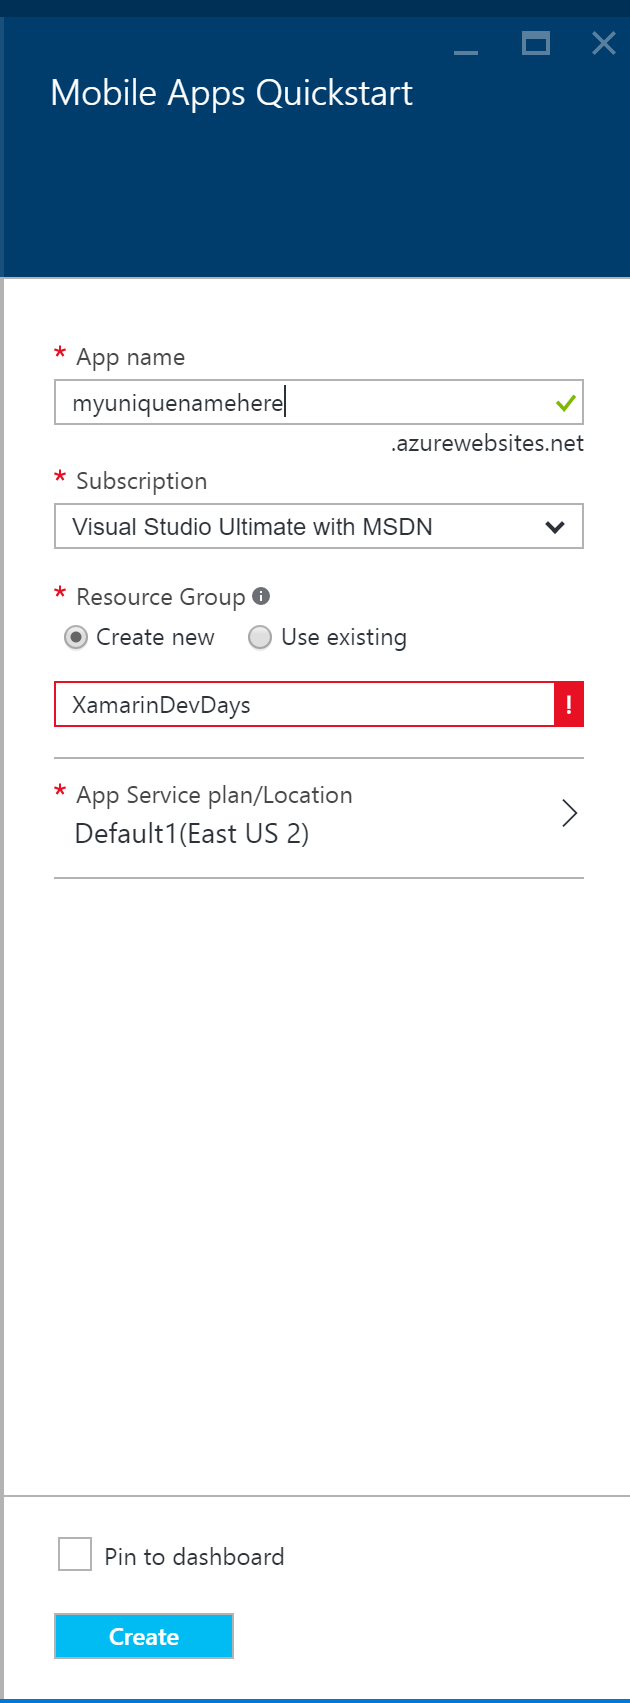 Mobile Apps Quickstart
* App name
myuniquenamehere
.azurewebsites.net
* Subscription
Visual Studio Ultimate with MSDN
* Resource Group
Create new Use existing
XamarinDevDays !
* App Service plan/Location
Default1(East US 2)
Pin to dashboard
Create